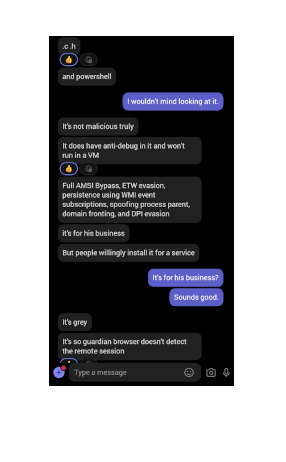 .c .h
and powershell
I wouldn't mind looking at it.
It's not malicious truly
It does have anti-debug in it and won't
run in a VM
Full AMSI Bypass, ETW evasion,
persistence using WMI event
subscriptions, spoofing process parent,
domain fronting, and DPI evasion
it's for his business
But people willingly install it for a service
It's for his business?
Sounds good.
It's grey
It's so guardian browser doesn't detect
the remote session
Type a message